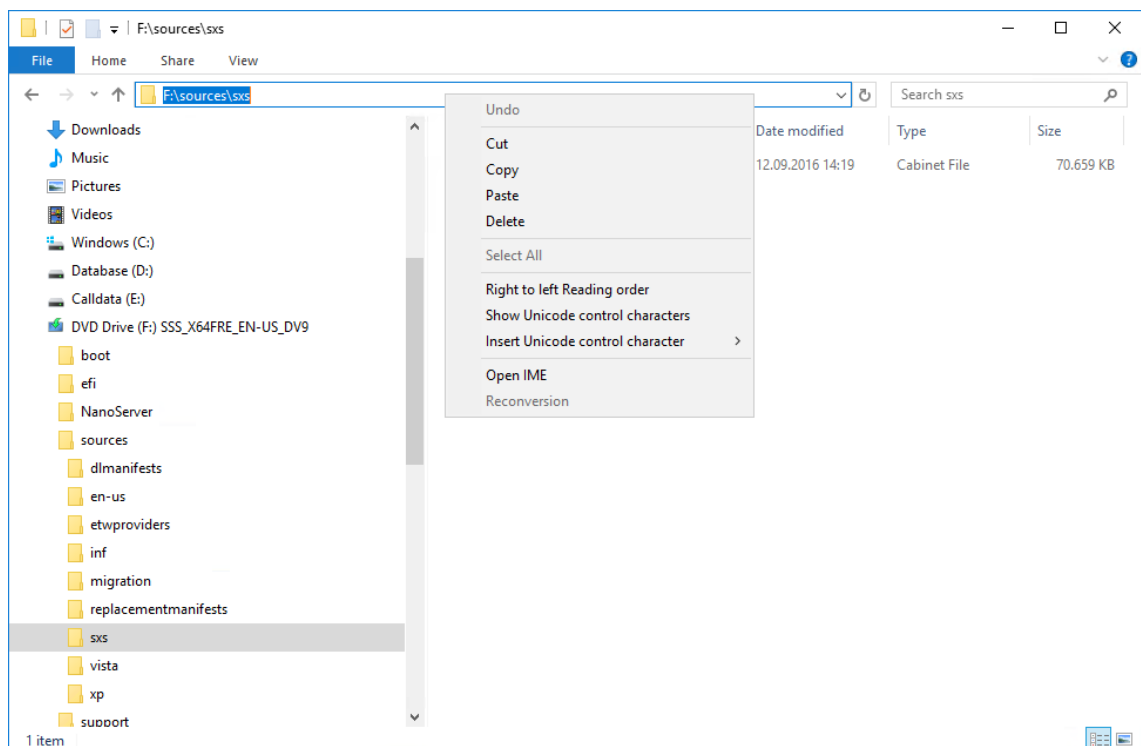 F:\sources\sxs
File Home Share View
F:\sources\sxs Search sxs
Downloads
Music
Pictures
Videos
Windows (C:)
Database (D:)
Calldata (E:)
DVD Drive (F:) SSS_X64FRE_EN-US_DV9
boot
efi
NanoServer
sources
dlmanifests
en-us
etwproviders
inf
migration
replacementmanifests
sxs
vista
xp
support
Undo
Cut
Copy
Paste
Delete
Select All
Right to left Reading order
Show Unicode control characters
Insert Unicode control character
Open IME
Reconversion
Date modified Type Size
12.09.2016 14:19 Cabinet File 70.659 KB
1 item